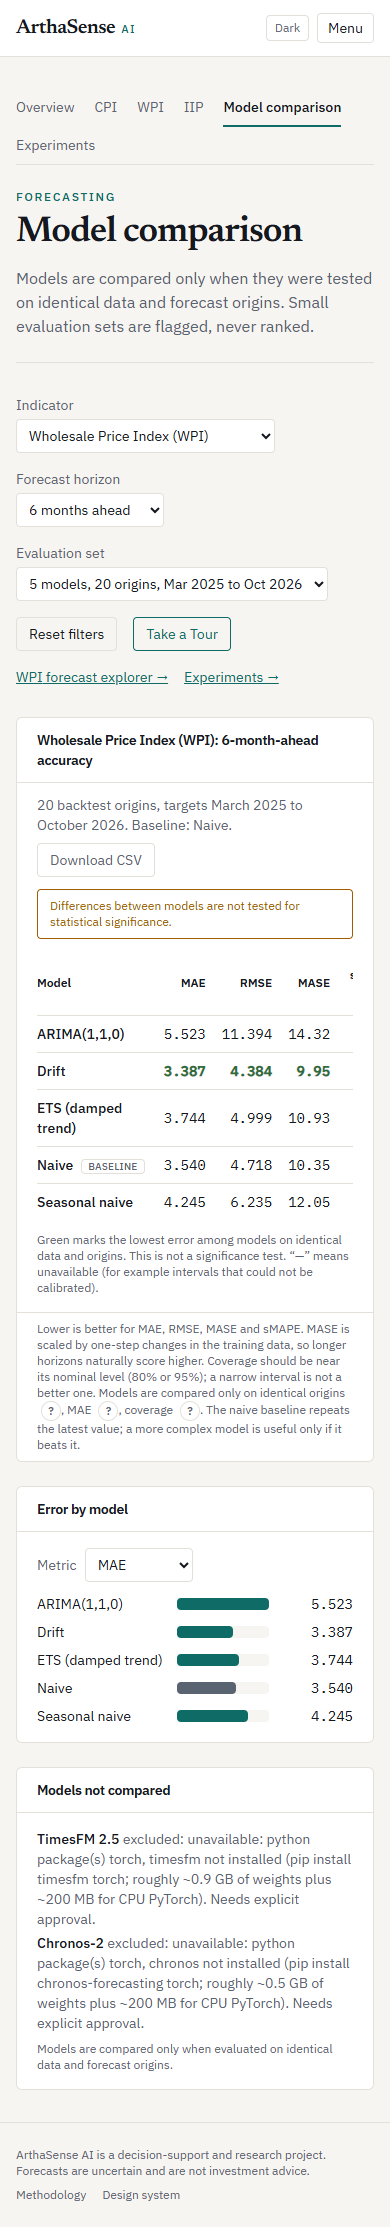 ArthaSense AI
Dark
Menu
Overview CPI WPI IIP Model comparison
Experiments
FORECASTING
Model comparison
Models are compared only when they were tested
on identical data and forecast origins. Small
evaluation sets are flagged, never ranked.
Indicator
Wholesale Price Index (WPI)
Forecast horizon
6 months ahead
Evaluation set
5 models, 20 origins, Mar 2025 to Oct 2026
Reset filters Take a Tour
WPI forecast explorer → Experiments →
Wholesale Price Index (WPI): 6-month-ahead
accuracy
20 backtest origins, targets March 2025 to
October 2026. Baseline: Naive.
Download CSV
Differences between models are not tested for
statistical significance.
Model MAE RMSE MASE
ARIMA(1,1,0) 5.523 11.394 14.32
Drift 3.387 4.384 9.95
ETS (damped
trend) 3.744 4.999 10.93
Naive BASELINE 3.540 4.718 10.35
Seasonal naive 4.245 6.235 12.05
Green marks the lowest error among models on identical
data and origins. This is not a significance test. “—” means
unavailable (for example intervals that could not be
calibrated).
Lower is better for MAE, RMSE, MASE and sMAPE. MASE is
scaled by one-step changes in the training data, so longer
horizons naturally score higher. Coverage should be near
its nominal level (80% or 95%); a narrow interval is not a
better one. Models are compared only on identical origins
?, MAE ?, coverage ?. The naive baseline repeats
the latest value; a more complex model is useful only if it
beats it.
Error by model
Metric MAE
ARIMA(1,1,0) 5.523
Drift 3.387
ETS (damped trend) 3.744
Naive 3.540
Seasonal naive 4.245
Models not compared
TimesFM 2.5 excluded: unavailable: python
package(s) torch, timesfm not installed (pip install
timesfm torch; roughly ~0.9 GB of weights plus
~200 MB for CPU PyTorch). Needs explicit
approval.
Chronos-2 excluded: unavailable: python
package(s) torch, chronos not installed (pip install
chronos-forecasting torch; roughly ~0.5 GB of
weights plus ~200 MB for CPU PyTorch). Needs
explicit approval.
Models are compared only when evaluated on identical
data and forecast origins.
ArthaSense AI is a decision-support and research project.
Forecasts are uncertain and are not investment advice.
Methodology Design system